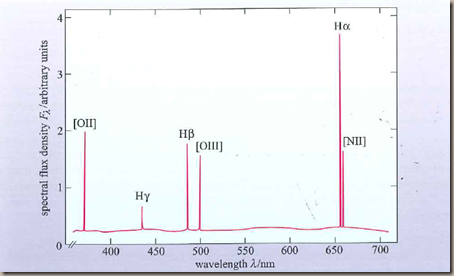 spectral flux density Fλ/arbitrary units
4
3
2
1
0
[OII]
Hγ
Hβ
[OIII]
Hα
[NII]
400 450 500 550 600 650 700
wavelength λ/nm